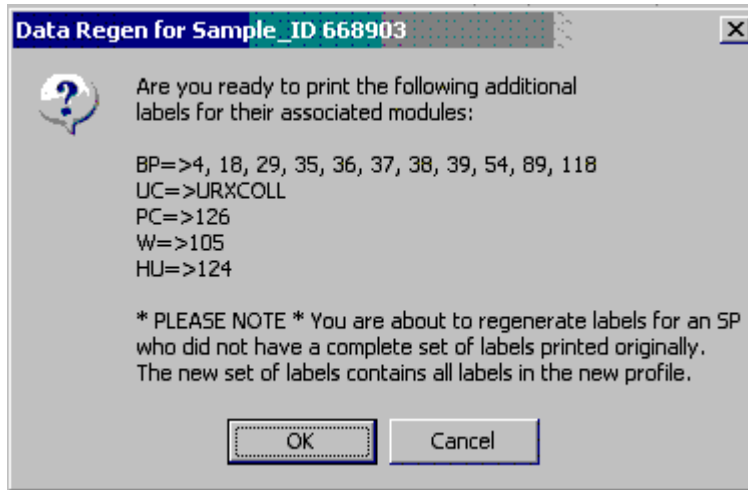 Data Regen for Sample_ID 668903
Are you ready to print the following additional
labels for their associated modules:
BP=>4, 18, 29, 35, 36, 37, 38, 39, 54, 89, 118
UC=>URXCOLL
PC=>126
W=>105
HU=>124
* PLEASE NOTE * You are about to regenerate labels for an SP
who did not have a complete set of labels printed originally.
The new set of labels contains all labels in the new profile.
OK
Cancel